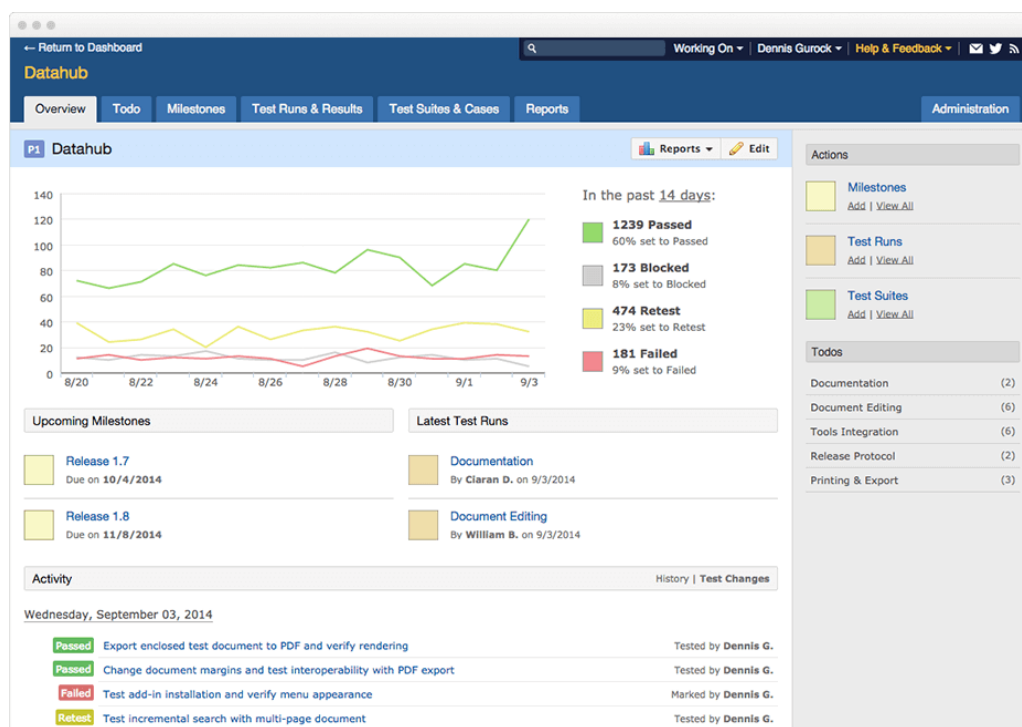 ← Return to Dashboard
Working On
Dennis Gurock
Help & Feedback
Datahub
Overview
Todo
Milestones
Test Runs & Results
Test Suites & Cases
Reports
Administration
P1 Datahub
Reports
Edit
140
120
100
80
60
40
20
0
8/20 8/22 8/24 8/26 8/28 8/30 9/1 9/3
In the past 14 days:
1239 Passed
60% set to Passed
173 Blocked
8% set to Blocked
474 Retest
23% set to Retest
181 Failed
9% set to Failed
Upcoming Milestones
Release 1.7
Due on 10/4/2014
Release 1.8
Due on 11/8/2014
Latest Test Runs
Documentation
By Ciaran D. on 9/3/2014
Document Editing
By William B. on 9/3/2014
Activity
History | Test Changes
Wednesday, September 03, 2014
Passed Export enclosed test document to PDF and verify rendering Tested by Dennis G.
Passed Change document margins and test interoperability with PDF export Tested by Dennis G.
Failed Test add-in installation and verify menu appearance Marked by Dennis G.
Retest Test incremental search with multi-page document Tested by Dennis G.
Actions
Milestones
Add | View All
Test Runs
Add | View All
Test Suites
Add | View All
Todos
Documentation (2)
Document Editing (6)
Tools Integration (6)
Release Protocol (2)
Printing & Export (3)